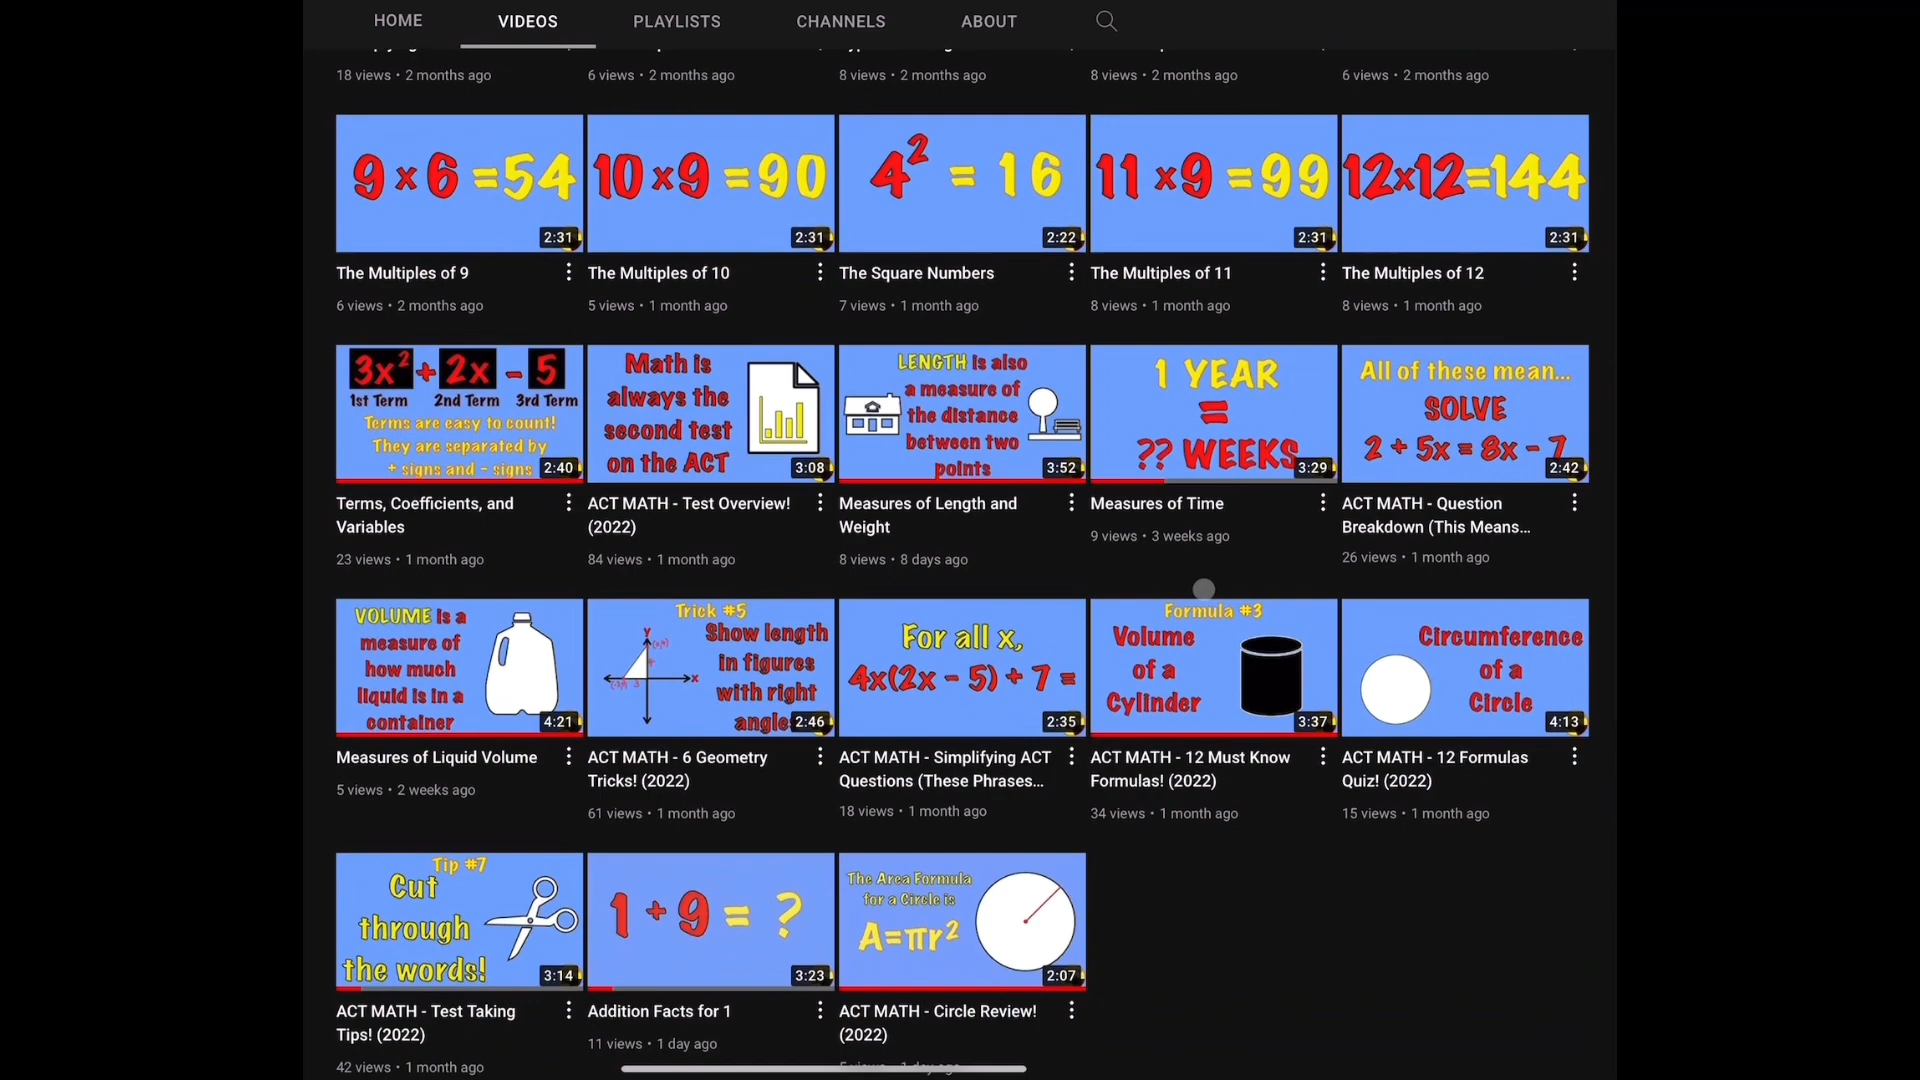 HOME VIDEOS PLAYLISTS CHANNELS ABOUT
18 views • 2 months ago
6 views • 2 months ago
8 views • 2 months ago
8 views • 2 months ago
6 views • 2 months ago
9 × 6 = 54
2:31
10 × 9 = 90
2:31
4² = 16
2:22
11 × 9 = 99
2:31
12×12=144
2:31
The Multiples of 9
6 views • 2 months ago
The Multiples of 10
5 views • 1 month ago
The Square Numbers
7 views • 1 month ago
The Multiples of 11
8 views • 1 month ago
The Multiples of 12
8 views • 1 month ago
3x² + 2x - 5
1st Term 2nd Term 3rd Term
Terms are easy to count!
They are separated by
+ signs and - signs
2:40
Math is
always the
second test
on the ACT
3:08
LENGTH is also
a measure of
the distance
between two
points
3:52
1 YEAR
=
?? WEEKS
3:29
All of these mean...
SOLVE
2 + 5x = 8x - 7
2:42
Terms, Coefficients, and
Variables
23 views • 1 month ago
ACT MATH - Test Overview!
(2022)
84 views • 1 month ago
Measures of Length and
Weight
8 views • 8 days ago
Measures of Time
9 views • 3 weeks ago
ACT MATH - Question
Breakdown (This Means...
26 views • 1 month ago
VOLUME is a
measure of
how much
liquid is in a
container
4:21
Trick #5
Show length
in figures
with right
angles
Y
X
3
2:46
For all x,
4x(2x - 5) + 7 =
2:35
Formula #3
Volume
of a
Cylinder
3:37
Circumference
of a
Circle
4:13
Measures of Liquid Volume
5 views • 2 weeks ago
ACT MATH - 6 Geometry
Tricks! (2022)
61 views • 1 month ago
ACT MATH - Simplifying ACT
Questions (These Phrases...
18 views • 1 month ago
ACT MATH - 12 Must Know
Formulas! (2022)
34 views • 1 month ago
ACT MATH - 12 Formulas
Quiz! (2022)
15 views • 1 month ago
Tip #7
Cut
through
the words!
3:14
1 + 9 = ?
3:23
The Area Formula
for a Circle is
A=πr²
2:07
ACT MATH - Test Taking
Tips! (2022)
42 views • 1 month ago
Addition Facts for 1
11 views • 1 day ago
ACT MATH - Circle Review!
(2022)
5 views • 1 day ago